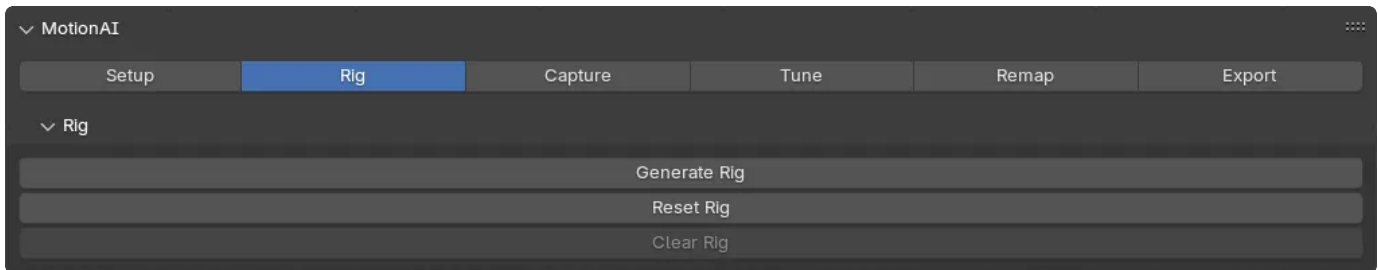 MotionAI
Setup Rig Capture Tune Remap Export
Rig
Generate Rig
Reset Rig
Clear Rig